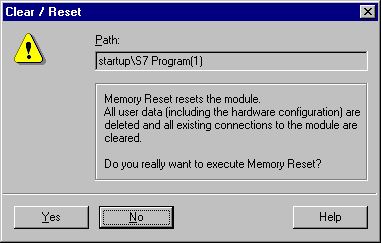 Clear / Reset
Path:
startup\S7 Program(1)
Memory Reset resets the module.
All user data (including the hardware configuration) are
deleted and all existing connections to the module are
cleared.
Do you really want to execute Memory Reset?
Yes No Help